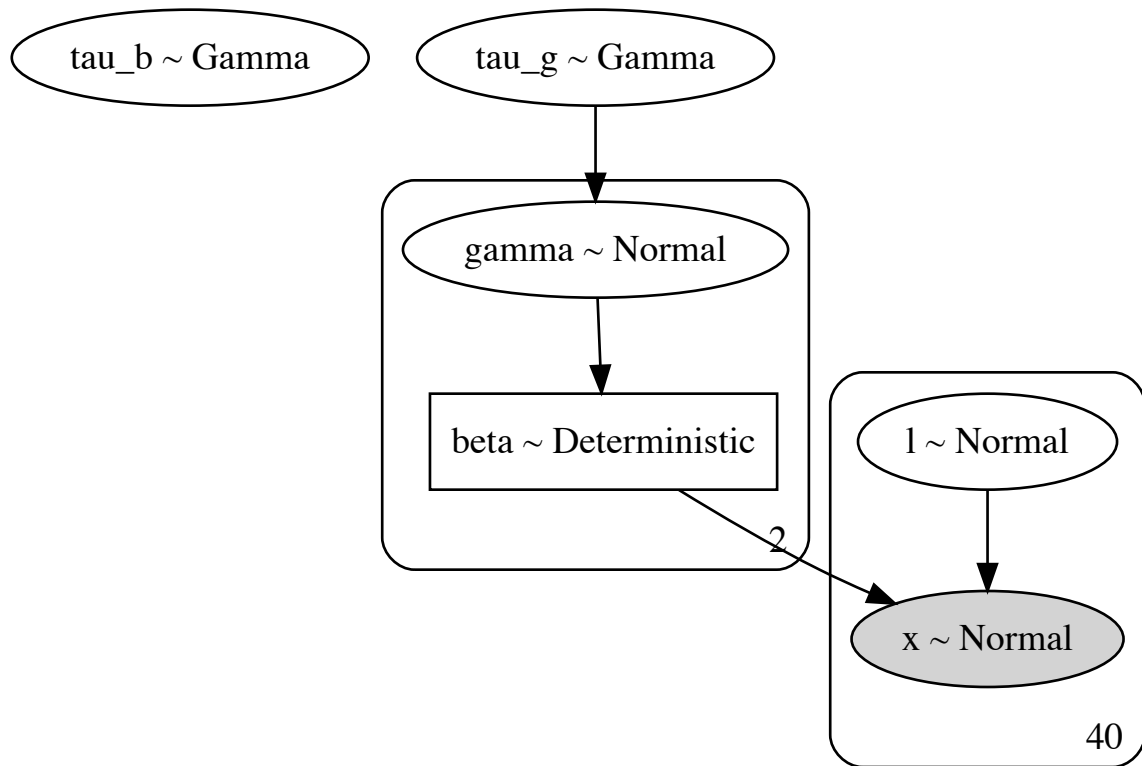 tau_b ~ Gamma
tau_g ~ Gamma
gamma ~ Normal
beta ~ Deterministic
2
l ~ Normal
x ~ Normal
40